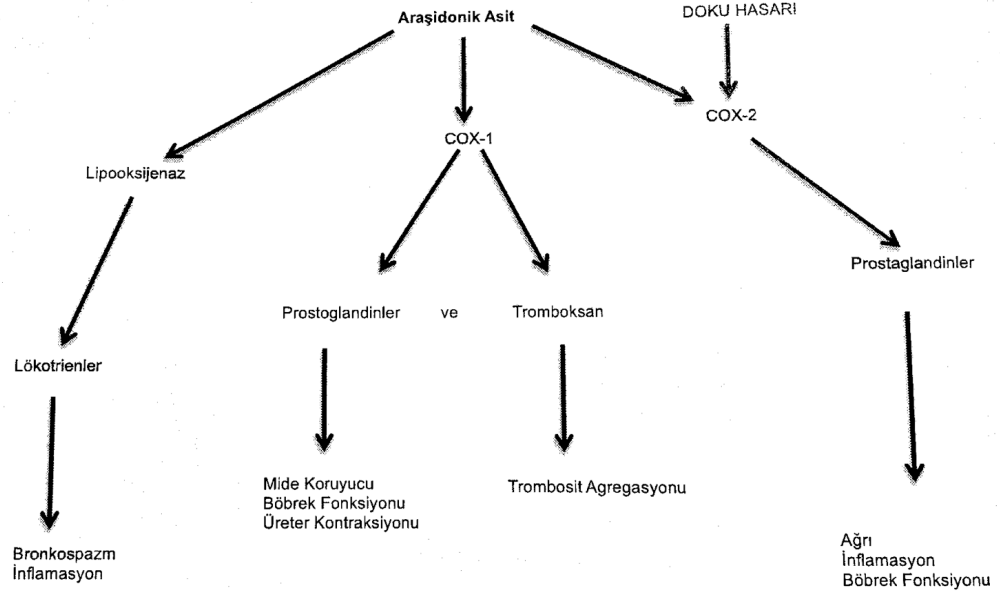 Araşidonik Asit
DOKU HASARI
COX-2
COX-1
Lipooksijenaz
Prostaglandinler
Prostoglandinler ve Tromboksan
Lökotrienler
Mide Koruyucu
Böbrek Fonksiyonu
Üreter Kontraksiyonu
Trombosit Agregasyonu
Bronkospazm
İnflamasyon
Ağrı
İnflamasyon
Böbrek Fonksiyonu